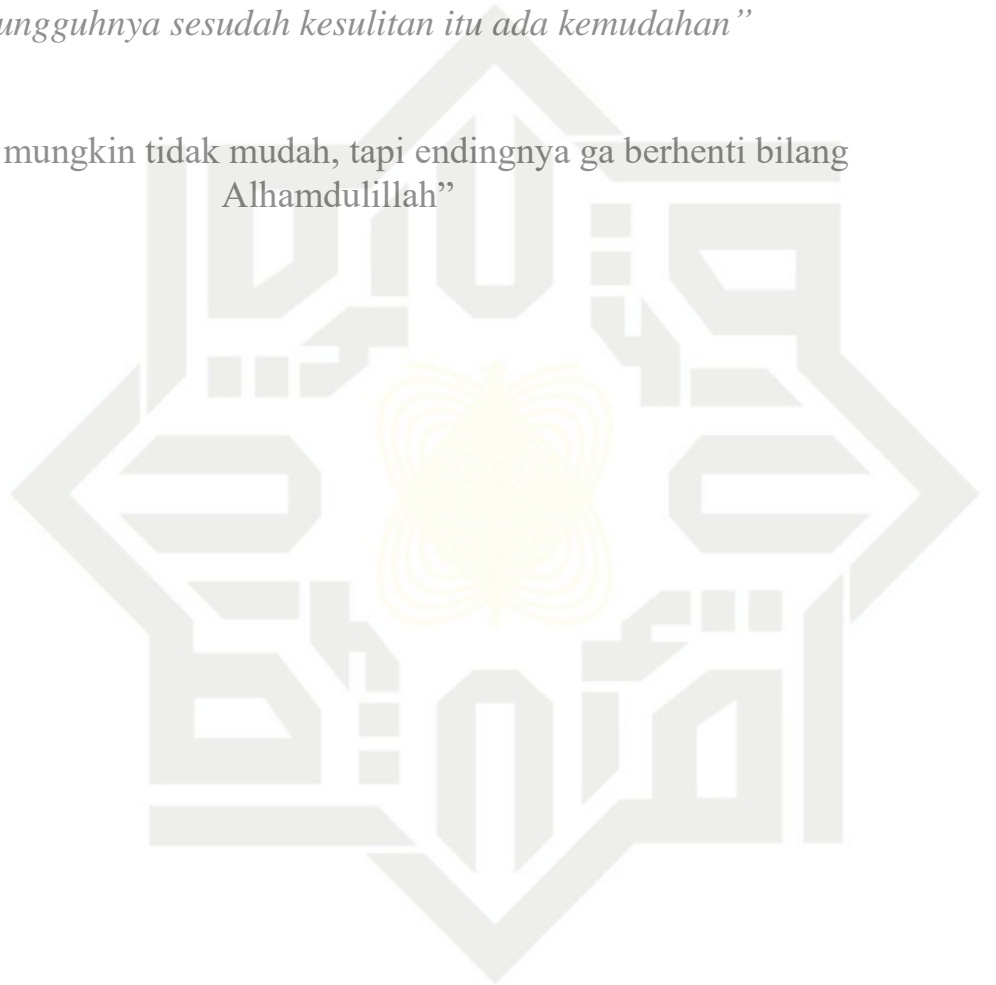 ungguhnya sesudah kesulitan itu ada kemudahan”
mungkin tidak mudah, tapi endingnya ga berhenti bilang
Alhamdulillah”